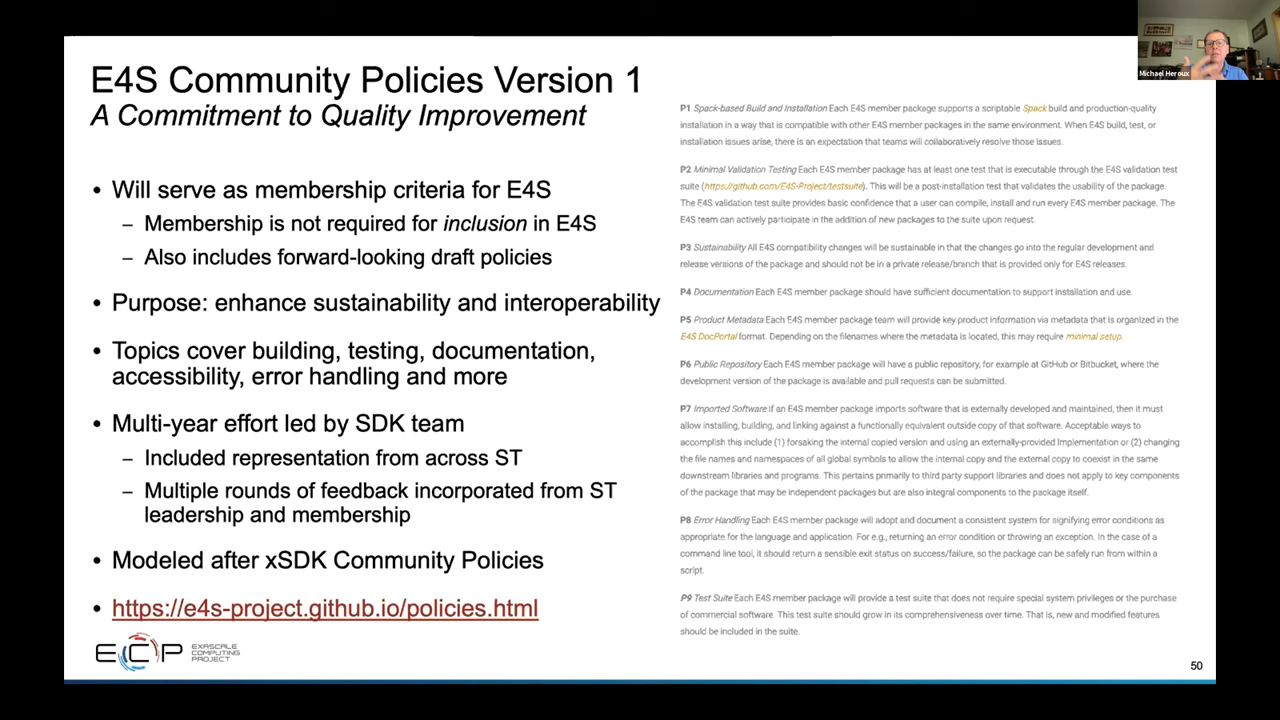 E4S Community Policies Version 1
A Commitment to Quality Improvement
• Will serve as membership criteria for E4S
– Membership is not required for inclusion in E4S
– Also includes forward-looking draft policies
• Purpose: enhance sustainability and interoperability
• Topics cover building, testing, documentation,
accessibility, error handling and more
• Multi-year effort led by SDK team
– Included representation from across ST
– Multiple rounds of feedback incorporated from ST
leadership and membership
• Modeled after xSDK Community Policies
• https://e4s-project.github.io/policies.html
ECP
EXASCALE
COMPUTING
PROJECT
P1 Spack-based Build and Installation Each E4S member package supports a scriptable Spack build and production-quality
installation in a way that is compatible with other E4S member packages in the same environment. When E4S build, test, or
installation issues arise, there is an expectation that teams will collaboratively resolve those issues.
P2 Minimal Validation Testing Each E4S member package has at least one test that is executable through the E4S validation test
suite (https://github.com/E4S-Project/testsuite). This will be a post-installation test that validates the usability of the package.
The E4S validation test suite provides basic confidence that a user can compile, install and run every E4S member package. The
E4S team can actively participate in the addition of new packages to the suite upon request.
P3 Sustainability All E4S compatibility changes will be sustainable in that the changes go into the regular development and
release versions of the package and should not be in a private release/branch that is provided only for E4S releases.
P4 Documentation Each E4S member package should have sufficient documentation to support installation and use.
P5 Product Metadata Each E4S member package team will provide key product information via metadata that is organized in the
E4S DocPortal format. Depending on the filenames where the metadata is located, this may require minimal setup.
P6 Public Repository Each E4S member package will have a public repository, for example at GitHub or Bitbucket, where the
development version of the package is available and pull requests can be submitted.
P7 Imported Software If an E4S member package imports software that is externally developed and maintained, then it must
allow installing, building, and linking against a functionally equivalent outside copy of that software. Acceptable ways to
accomplish this include (1) forsaking the internal copied version and using an externally-provided implementation or (2) changing
the file names and namespaces of all global symbols to allow the internal copy and the external copy to coexist in the same
downstream libraries and programs. This pertains primarily to third party support libraries and does not apply to key components
of the package that may be independent packages but are also integral components to the package itself.
P8 Error Handling Each E4S member package will adopt and document a consistent system for signifying error conditions as
appropriate for the language and application. For e.g., returning an error condition or throwing an exception. In the case of a
command line tool, it should return a sensible exit status on success/failure, so the package can be safely run from within a
script.
P9 Test Suite Each E4S member package will provide a test suite that does not require special system privileges or the purchase
of commercial software. This test suite should grow in its comprehensiveness over time. That is, new and modified features
should be included in the suite.
50
Michael Heroux